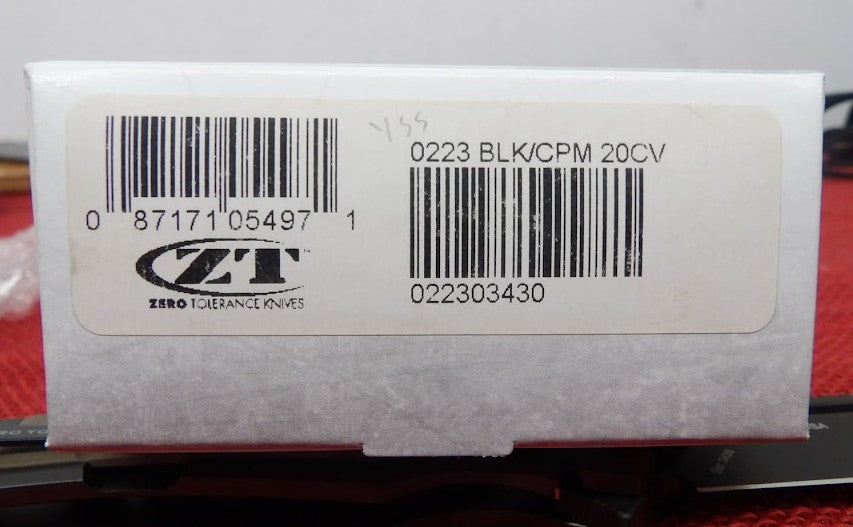 0 87171 05497 1
ZT
ZERO TOLERANCE KNIVES
0223 BLK/CPM 20CV
022303430